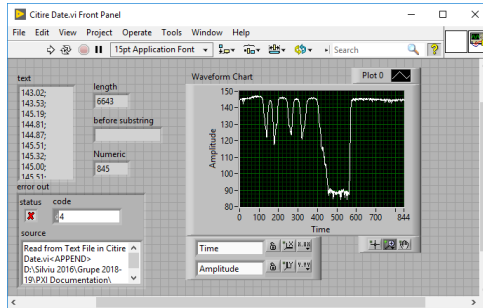 Citire Date.vi Front Panel
File Edit View Project Operate Tools Window Help
15pt Application Font
Search
text
143.02;
143.53;
145.19;
144.81;
144.87;
145.51;
145.32;
145.00;
145.51;
length
6643
before substring
Numeric
845
error out
status code
4
source
Read from Text File in Citire
Date.vi<APPEND>
D:\Silviu 2016\Grupe 2018-
19\PXI Documentation\
Waveform Chart
Plot 0
Amplitude
150
140
130
120
110
100
90
80
0 100 200 300 400 500 600 700 844
Time
Time
Amplitude